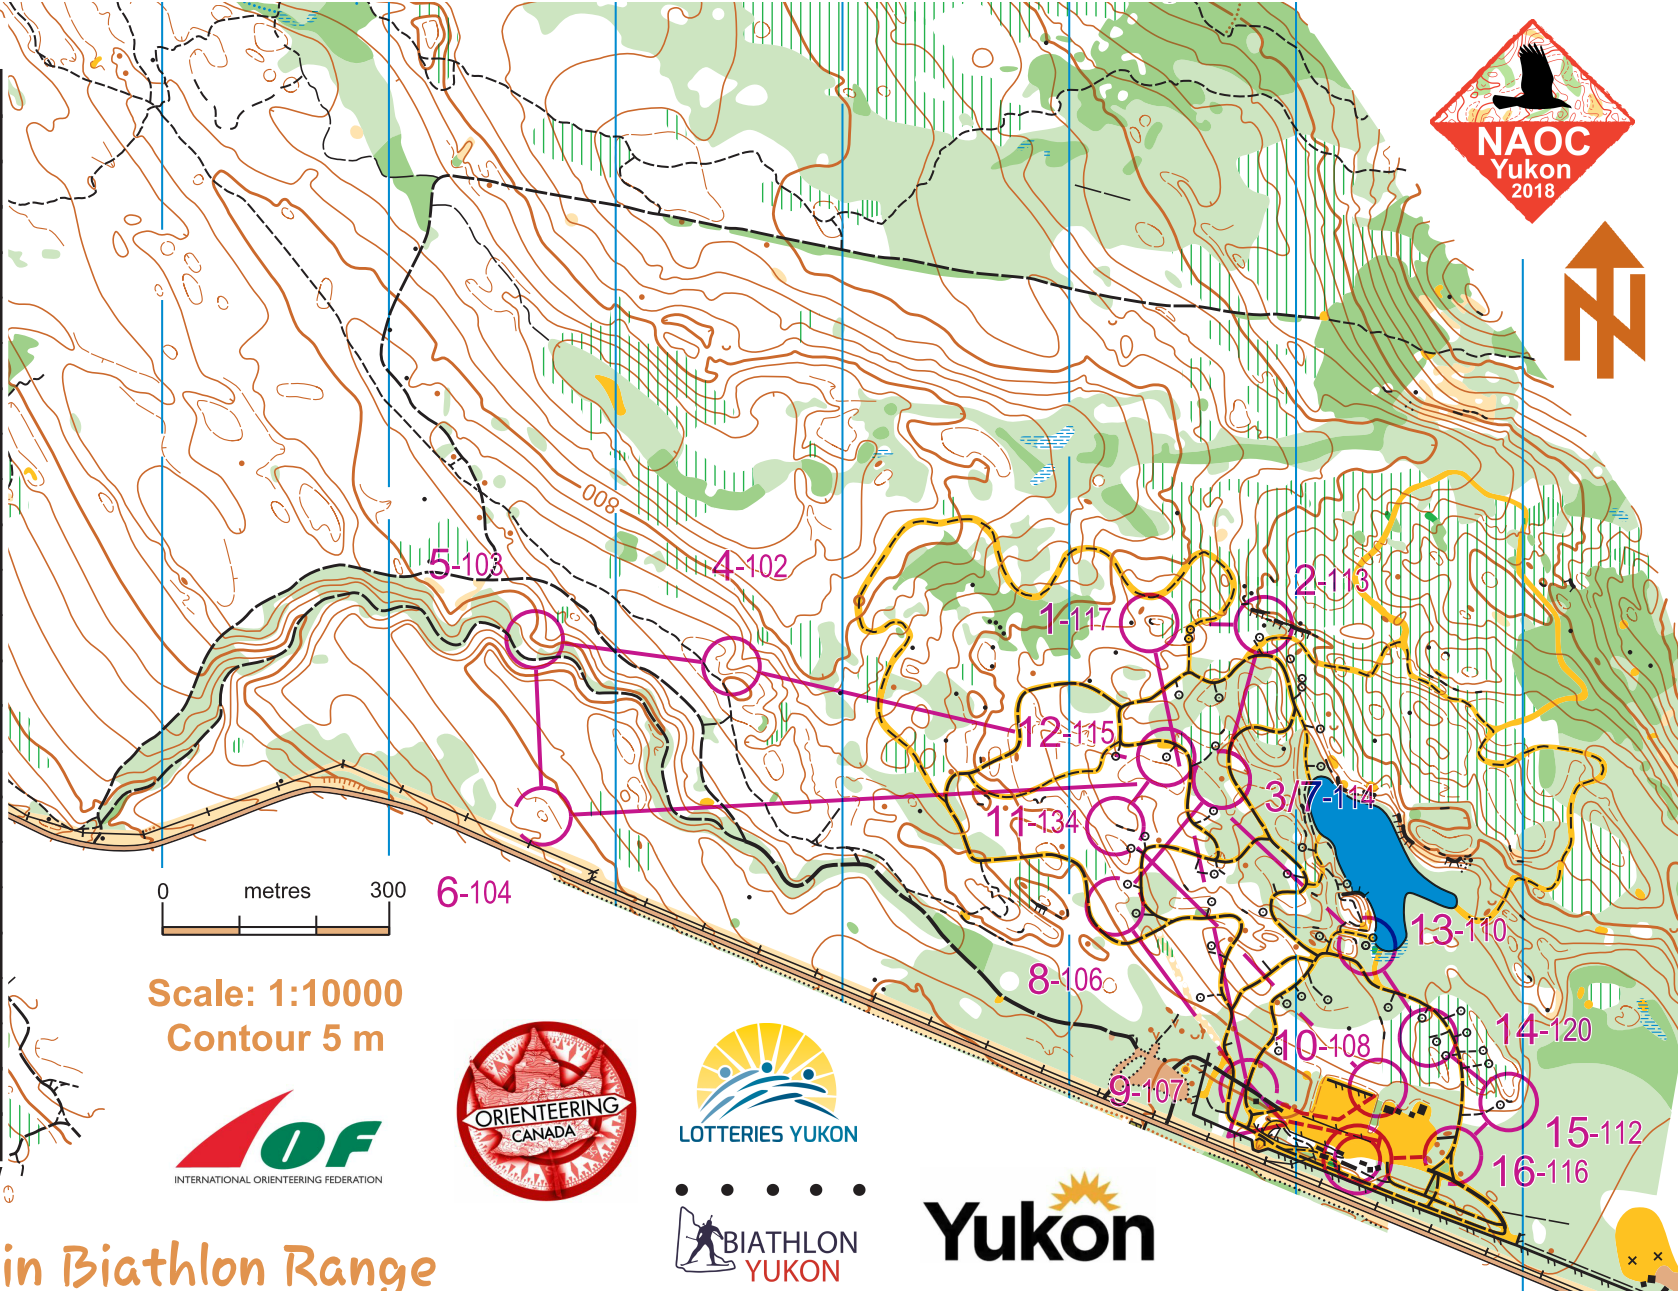 NAOC
Yukon
2018
N
800
5-103
4-102
2-113
1-117
12-115
3/7-114
11-134
6-104
13-110
8-106
14-120
10-108
9-107
15-112
16-116
0 metres 300
Scale: 1:10000
Contour 5 m
IOF
INTERNATIONAL ORIENTEERING FEDERATION
ORIENTEERING
CANADA
LOTTERIES YUKON
BIATHLON
YUKON
Yukon
in Biathlon Range